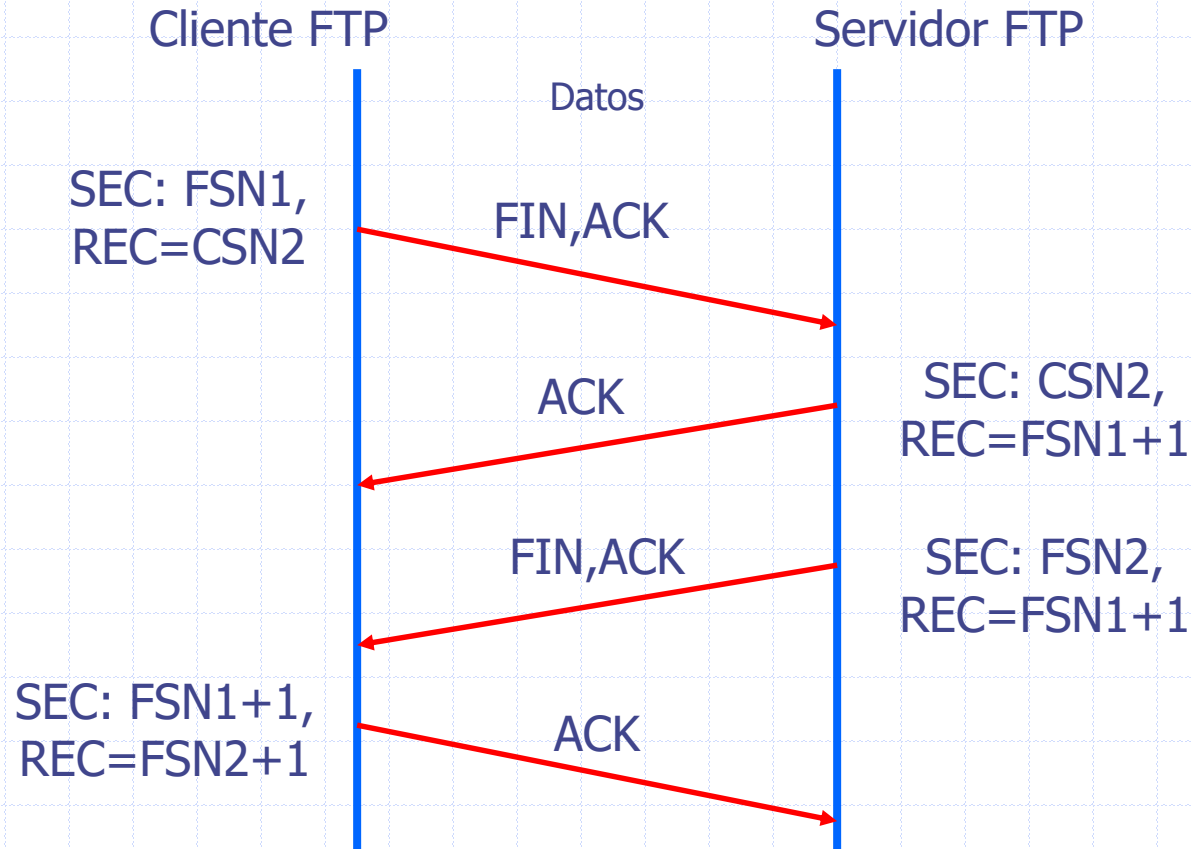 Cliente FTP
Servidor FTP
Datos
SEC: FSN1,
REC=CSN2
FIN,ACK
ACK
SEC: CSN2,
REC=FSN1+1
FIN,ACK
SEC: FSN2,
REC=FSN1+1
SEC: FSN1+1,
REC=FSN2+1
ACK